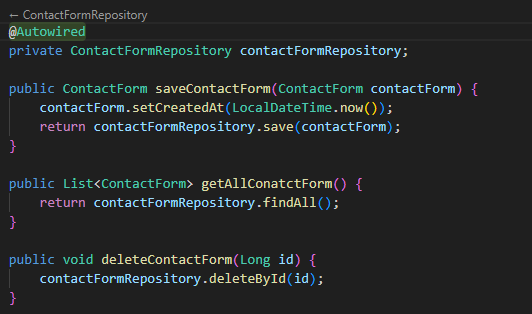 ← ContactFormRepository
@Autowired
private ContactFormRepository contactFormRepository;
public ContactForm saveContactForm(ContactForm contactForm) {
contactForm.setCreatedAt(LocalDateTime.now());
return contactFormRepository.save(contactForm);
}
public List<ContactForm> getAllConatctForm() {
return contactFormRepository.findAll();
}
public void deleteContactForm(Long id) {
contactFormRepository.deleteById(id);
}